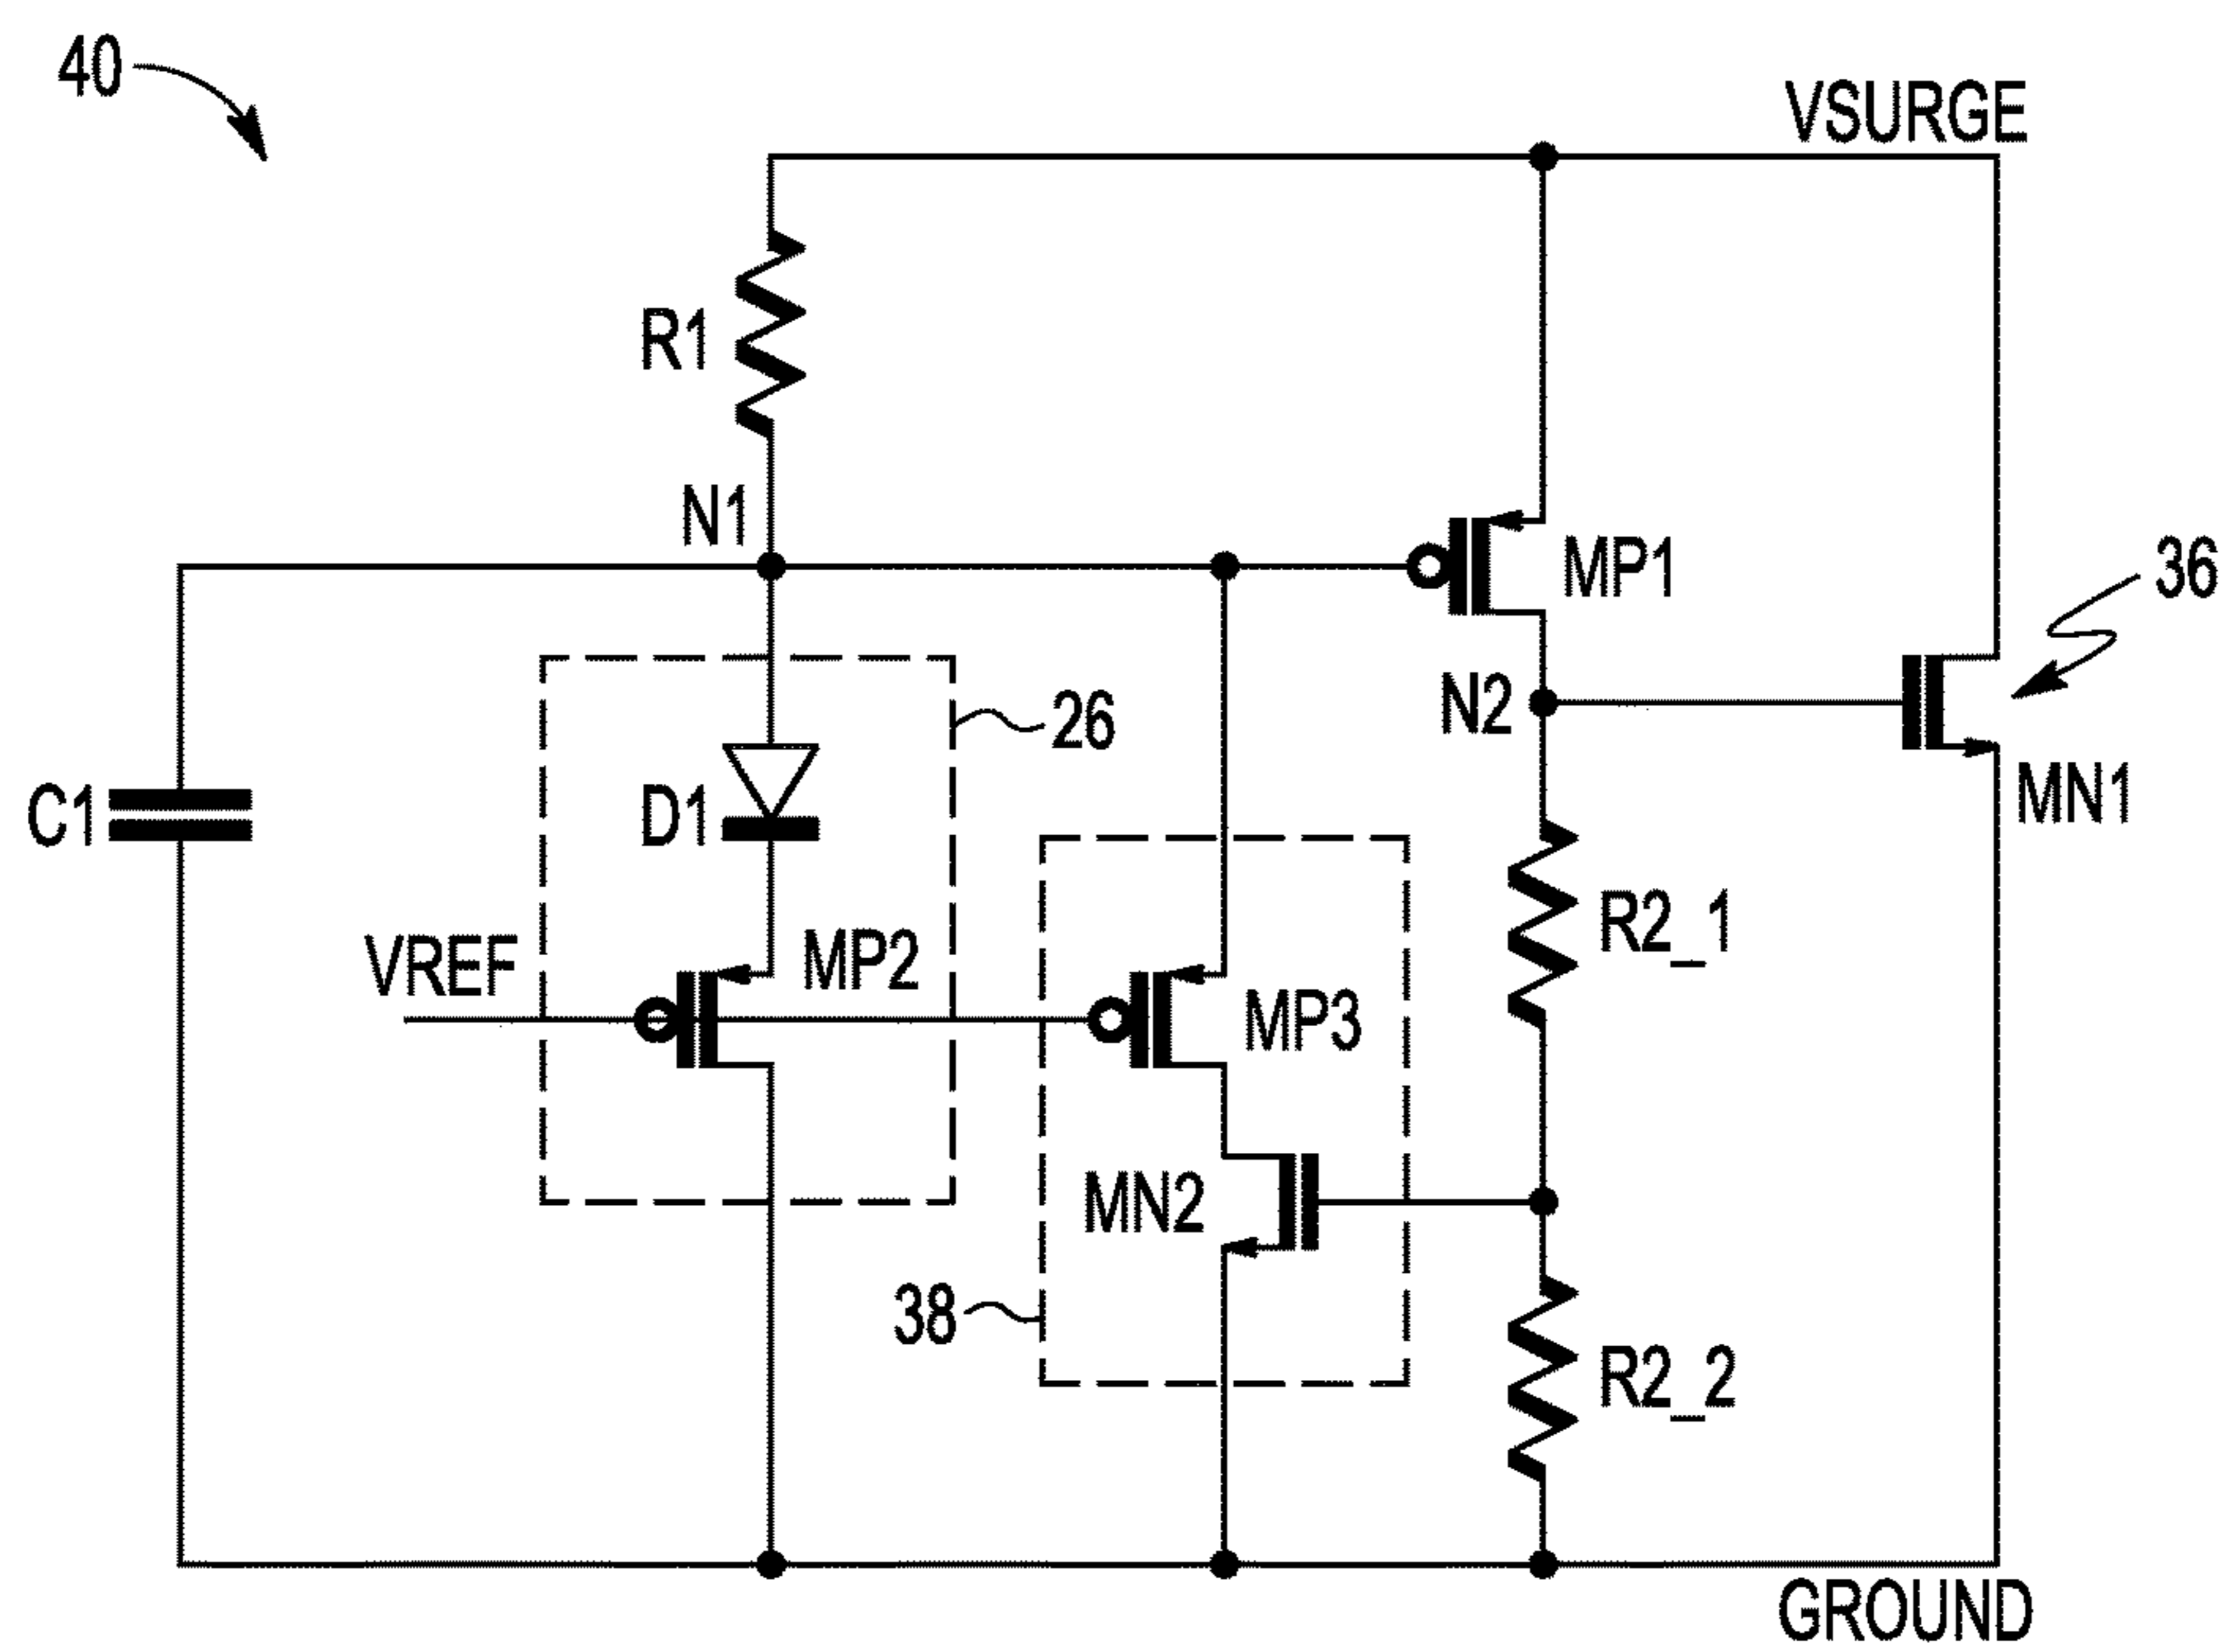 40
VSURGE
R1
N1
MP1
36
N2
26
C1
D1
MN1
VREF
MP2
R2_1
MP3
MN2
38
R2_2
GROUND